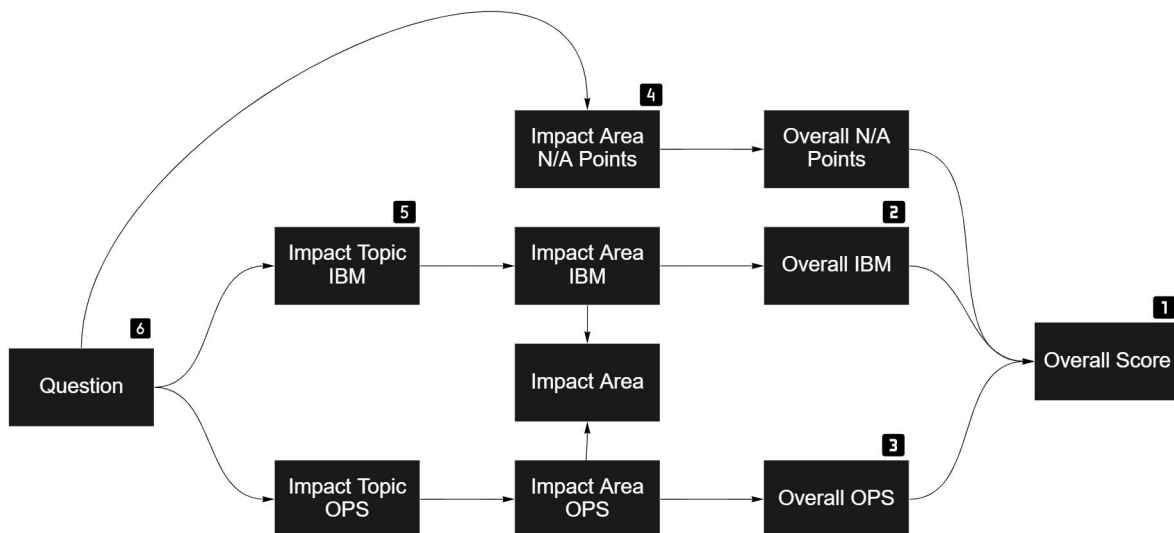 4
Impact Area
N/A Points
Overall N/A
Points
5
Impact Topic
IBM
Impact Area
IBM
2
Overall IBM
1
Overall Score
6
Question
Impact Area
Impact Topic
OPS
Impact Area
OPS
3
Overall OPS